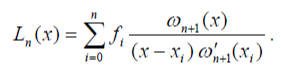 L_n(x) = \sum_{i=0}^{n} f_i \frac{\omega_{n+1}(x)}{(x - x_i) \omega'_{n+1}(x_i)} .